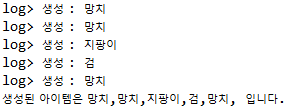 log> 생성 : 망치
log> 생성 : 망치
log> 생성 : 지팡이
log> 생성 : 검
log> 생성 : 망치
생성된 아이템은 망치,망치,지팡이,검,망치, 입니다.